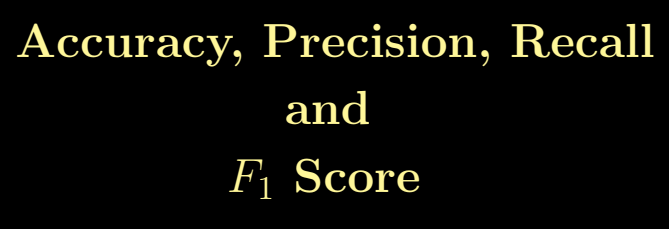 Accuracy, Precision, Recall
and
F₁ Score